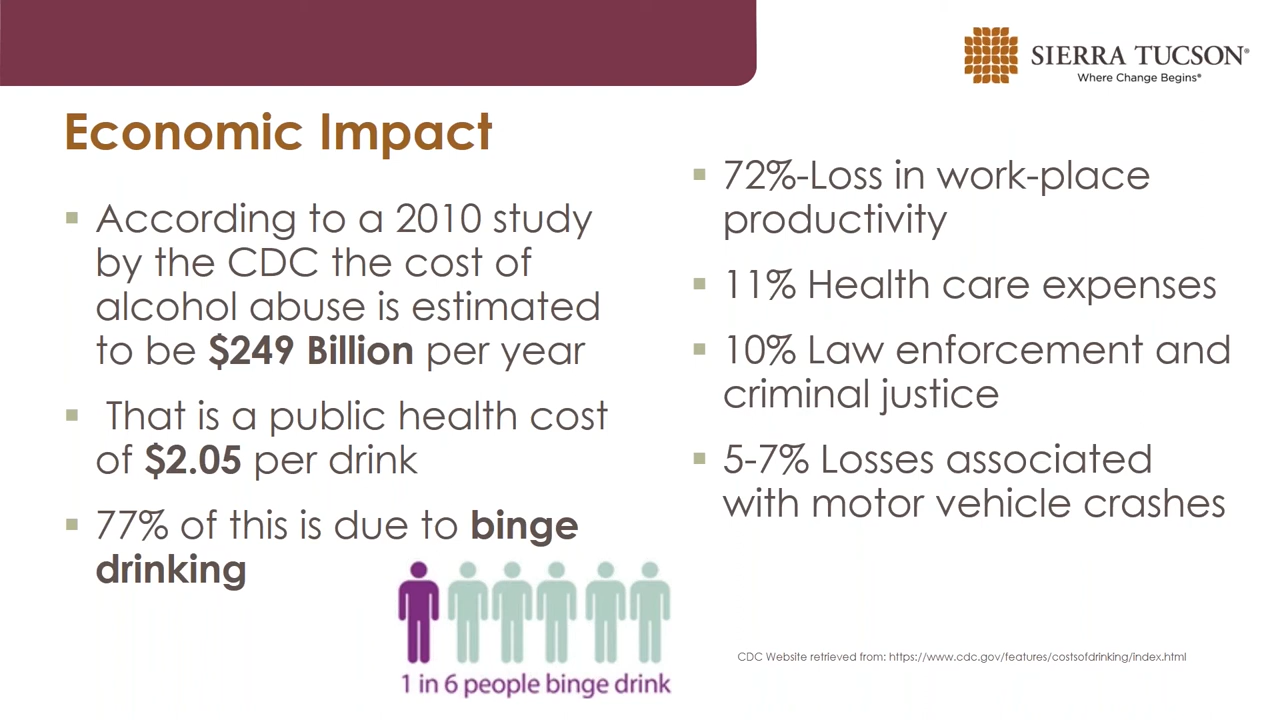 SIERRA TUCSON®
Where Change Begins®
Economic Impact
▪ According to a 2010 study
by the CDC the cost of
alcohol abuse is estimated
to be $249 Billion per year
▪ That is a public health cost
of $2.05 per drink
▪ 77% of this is due to binge
drinking
1 in 6 people binge drink
▪ 72%-Loss in work-place
productivity
▪ 11% Health care expenses
▪ 10% Law enforcement and
criminal justice
▪ 5-7% Losses associated
with motor vehicle crashes
CDC Website retrieved from: https://www.cdc.gov/features/costsofdrinking/index.html